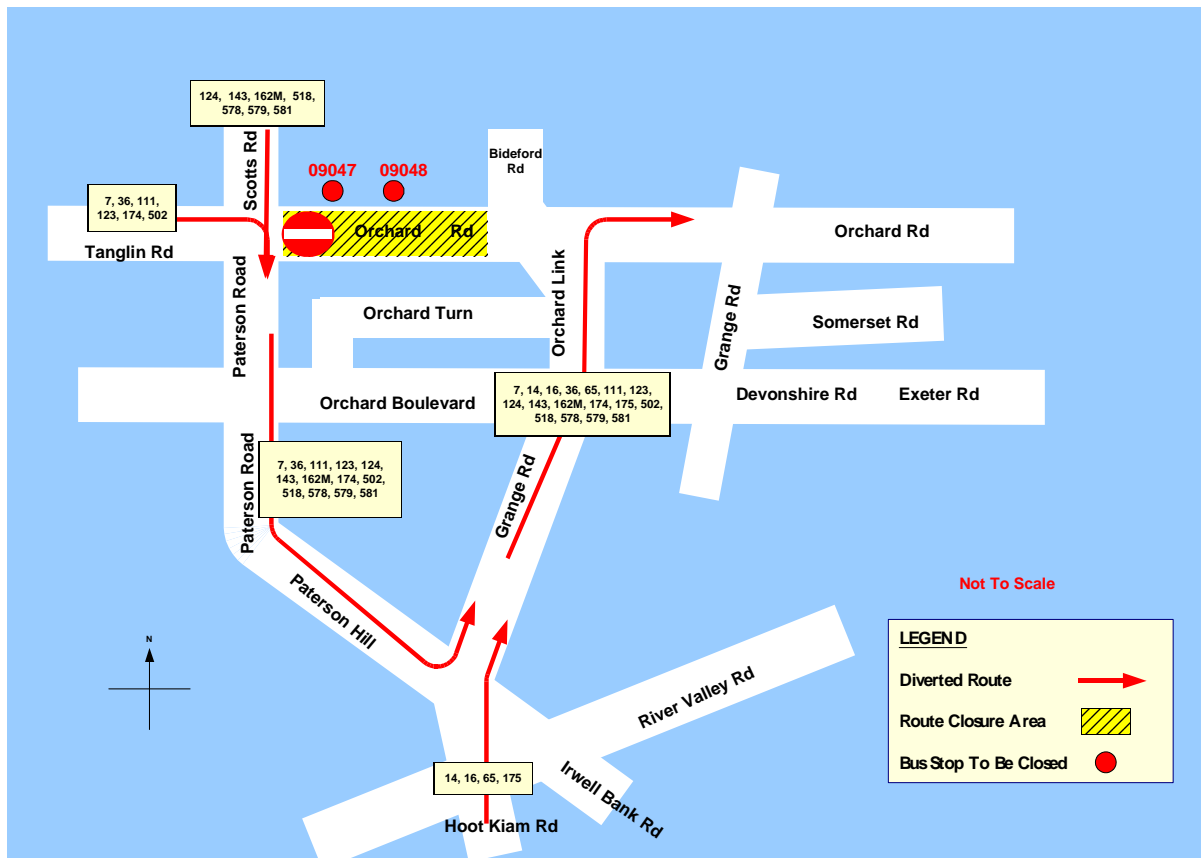 124, 143, 162M, 518,
578, 579, 581
Scotts Rd
09047
09048
Bideford
Rd
7, 36, 111,
123, 174, 502
Tanglin Rd
Orchard Rd
Orchard Rd
Paterson Road
Orchard Turn
Orchard Link
Grange Rd
Somerset Rd
Orchard Boulevard
7, 14, 16, 36, 65, 111, 123,
124, 143, 162M, 174, 175, 502,
518, 578, 579, 581
Devonshire Rd
Exeter Rd
Paterson Road
7, 36, 111, 123, 124,
143, 162M, 174, 502,
518, 578, 579, 581
Grange Rd
Paterson Hill
Not To Scale
N
LEGEND
Diverted Route
Route Closure Area
Bus Stop To Be Closed
River Valley Rd
14, 16, 65, 175
Irwell Bank Rd
Hoot Kiam Rd